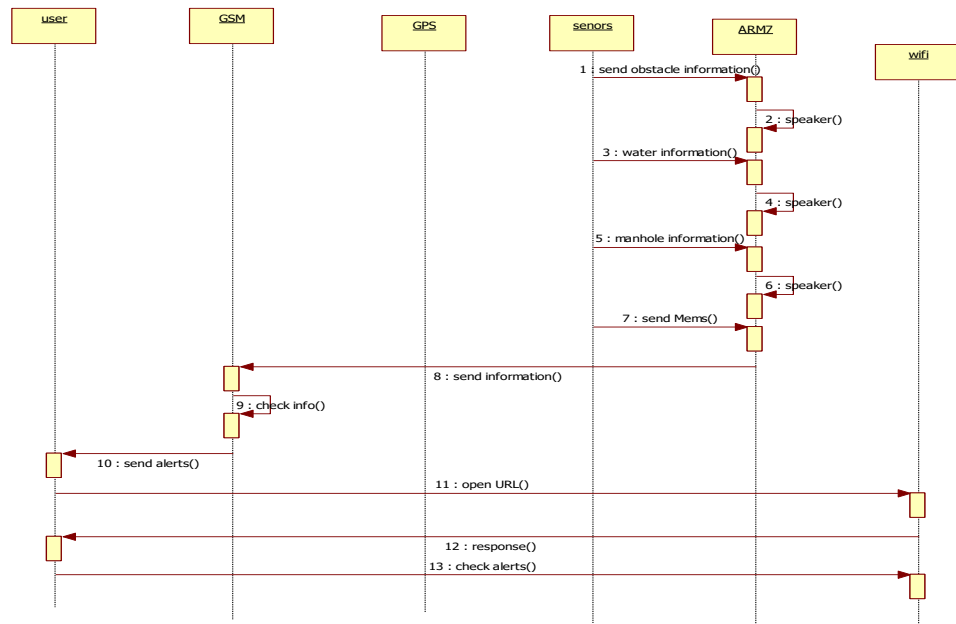 user
GSM
GPS
senors
ARM7
wifi
1 : send obstacle information()
2 : speaker()
3 : water information()
4 : speaker()
5 : manhole information()
6 : speaker()
7 : send Mems()
8 : send information()
9 : check info()
10 : send alerts()
11 : open URL()
12 : response()
13 : check alerts()